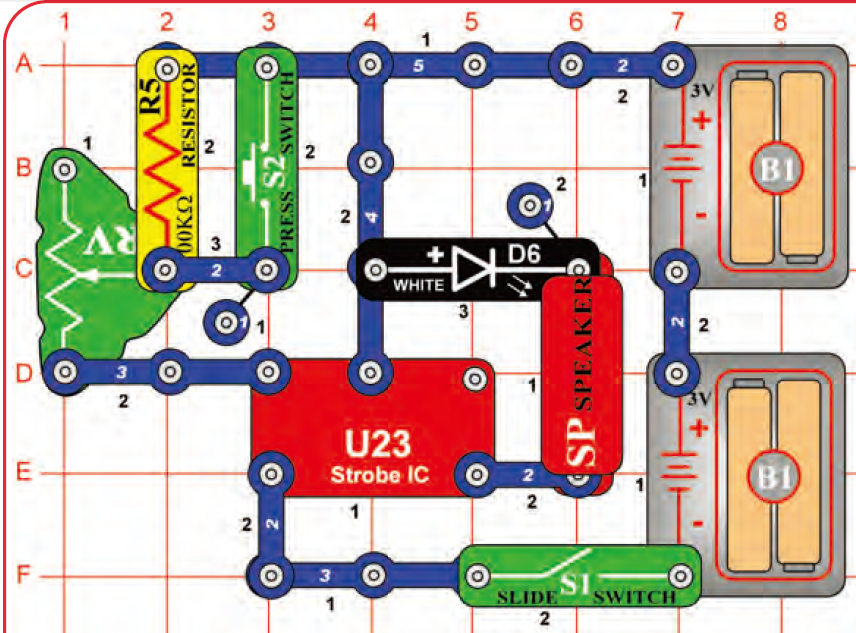 1 2 3 4 5 6 7 8
A
B
C
D
E
F
1
5
2
2
R5
RESISTOR
00KΩ
2
S2
PRESS SWITCH
2
1
RV
3
2
1
1
2
4
2
1
+
D6
WHITE
3
3V
+
-
B1
1
2
2
3
2
U23
Strobe IC
1
1
SP SPEAKER
2
2
3V
+
-
B1
1
2
2
3
1
S1
SLIDE SWITCH
2